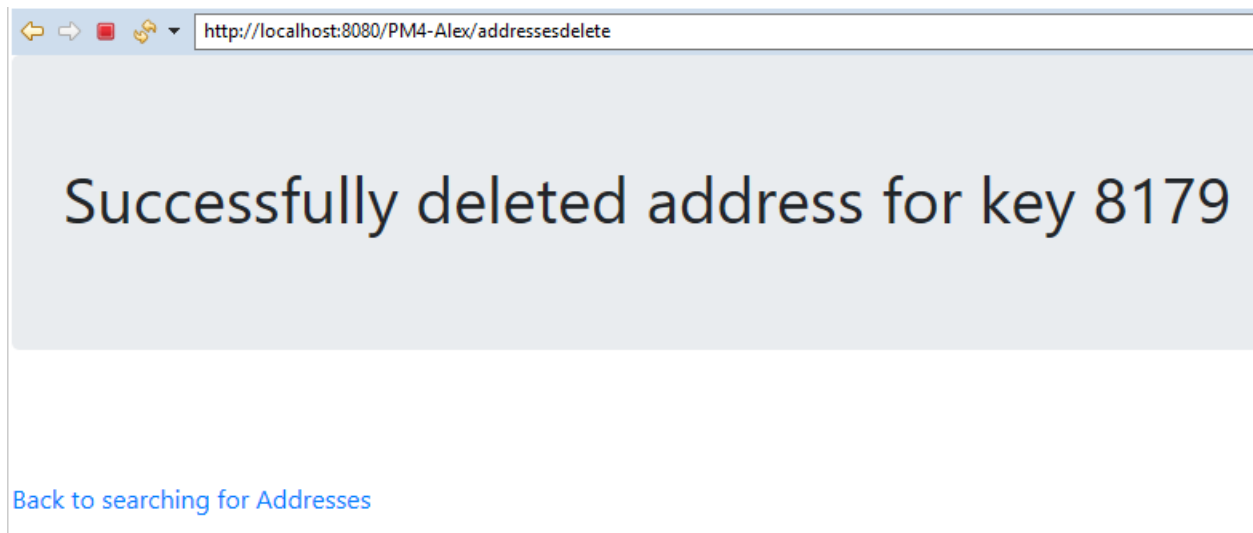 http://localhost:8080/PM4-Alex/addressesdelete
Successfully deleted address for key 8179
Back to searching for Addresses